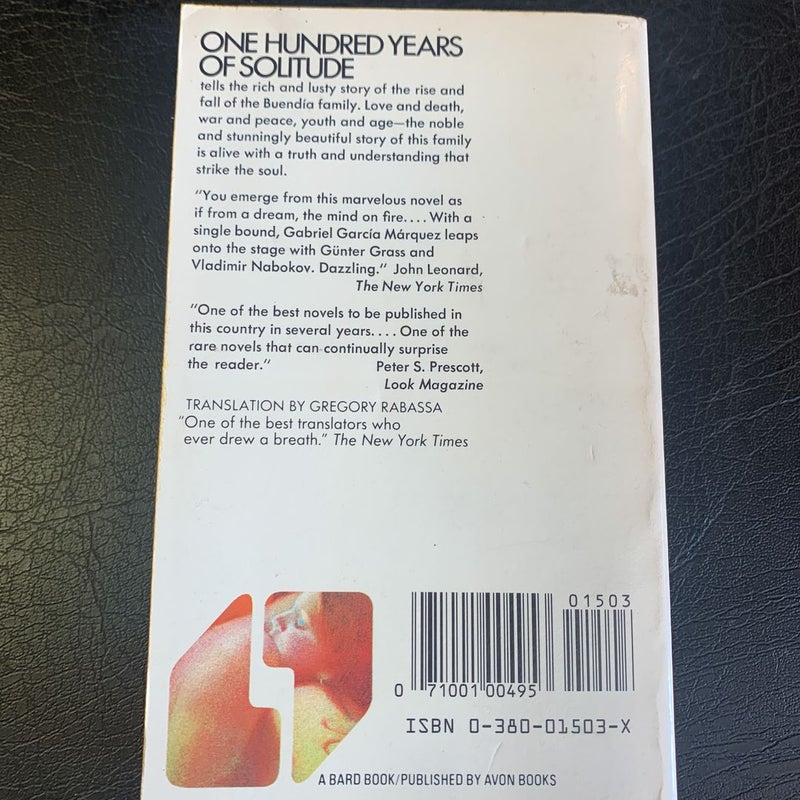 ONE HUNDRED YEARS
OF SOLITUDE
tells the rich and lusty story of the rise and
fall of the Buendía family. Love and death,
war and peace, youth and age—the noble
and stunningly beautiful story of this family
is alive with a truth and understanding that
strike the soul.
"You emerge from this marvelous novel as
if from a dream, the mind on fire.... With a
single bound, Gabriel García Márquez leaps
onto the stage with Günter Grass and
Vladimir Nabokov. Dazzling." John Leonard,
The New York Times
"One of the best novels to be published in
this country in several years.... One of the
rare novels that can continually surprise
the reader." Peter S. Prescott,
Look Magazine
TRANSLATION BY GREGORY RABASSA
"One of the best translators who
ever drew a breath." The New York Times
01503
0 71001 00495
ISBN 0-380-01503-X
A BARD BOOK/PUBLISHED BY AVON BOOKS